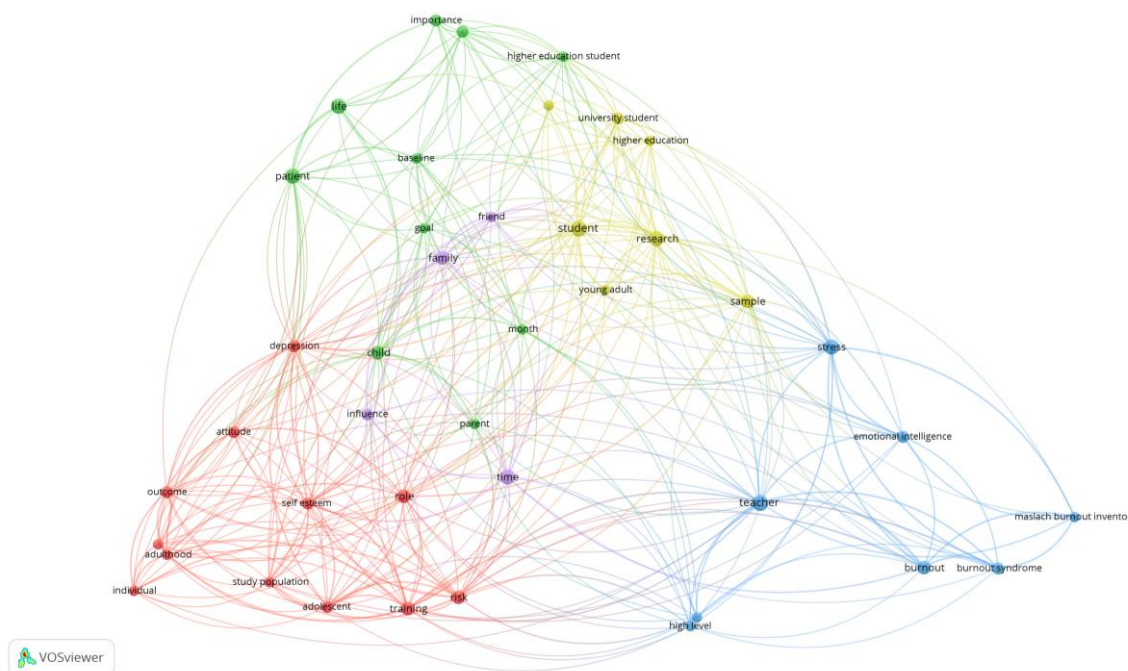 importance
higher education student
life
university student
higher education
baseline
patient
friend
goal
student
research
family
young adult
sample
month
depression
child
stress
influence
parent
attitude
emotional intelligence
time
outcome
role
self esteem
teacher
maslach burnout invento
adulthood
burnout
burnout syndrome
study population
individual
risk
adolescent
training
high level
VOSviewer